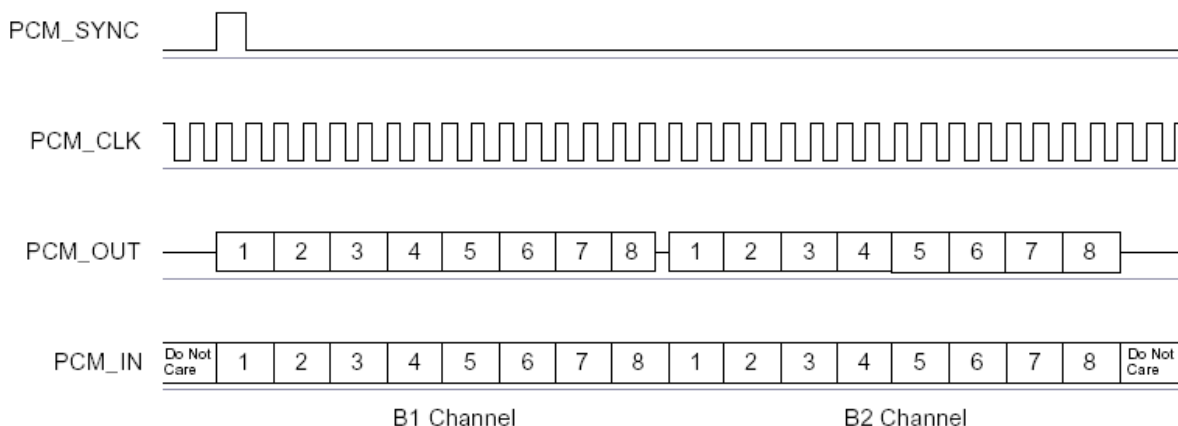 PCM_SYNC
PCM_CLK
PCM_OUT 1 2 3 4 5 6 7 8 1 2 3 4 5 6 7 8
PCM_IN Do Not Care 1 2 3 4 5 6 7 8 1 2 3 4 5 6 7 8 Do Not Care
B1 Channel B2 Channel